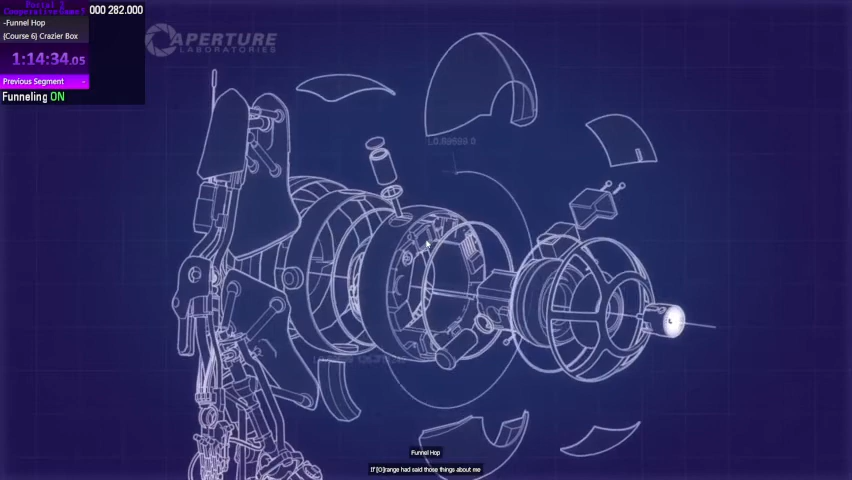 Portal 2
000 282.000
-Funnel Hop
{Course 6} Crazier Box
1:14:34.05
Previous Segment -
Funneling ON
APERTURE
LABORATORIES
Funnel Hop
If [O]range had said those things about me